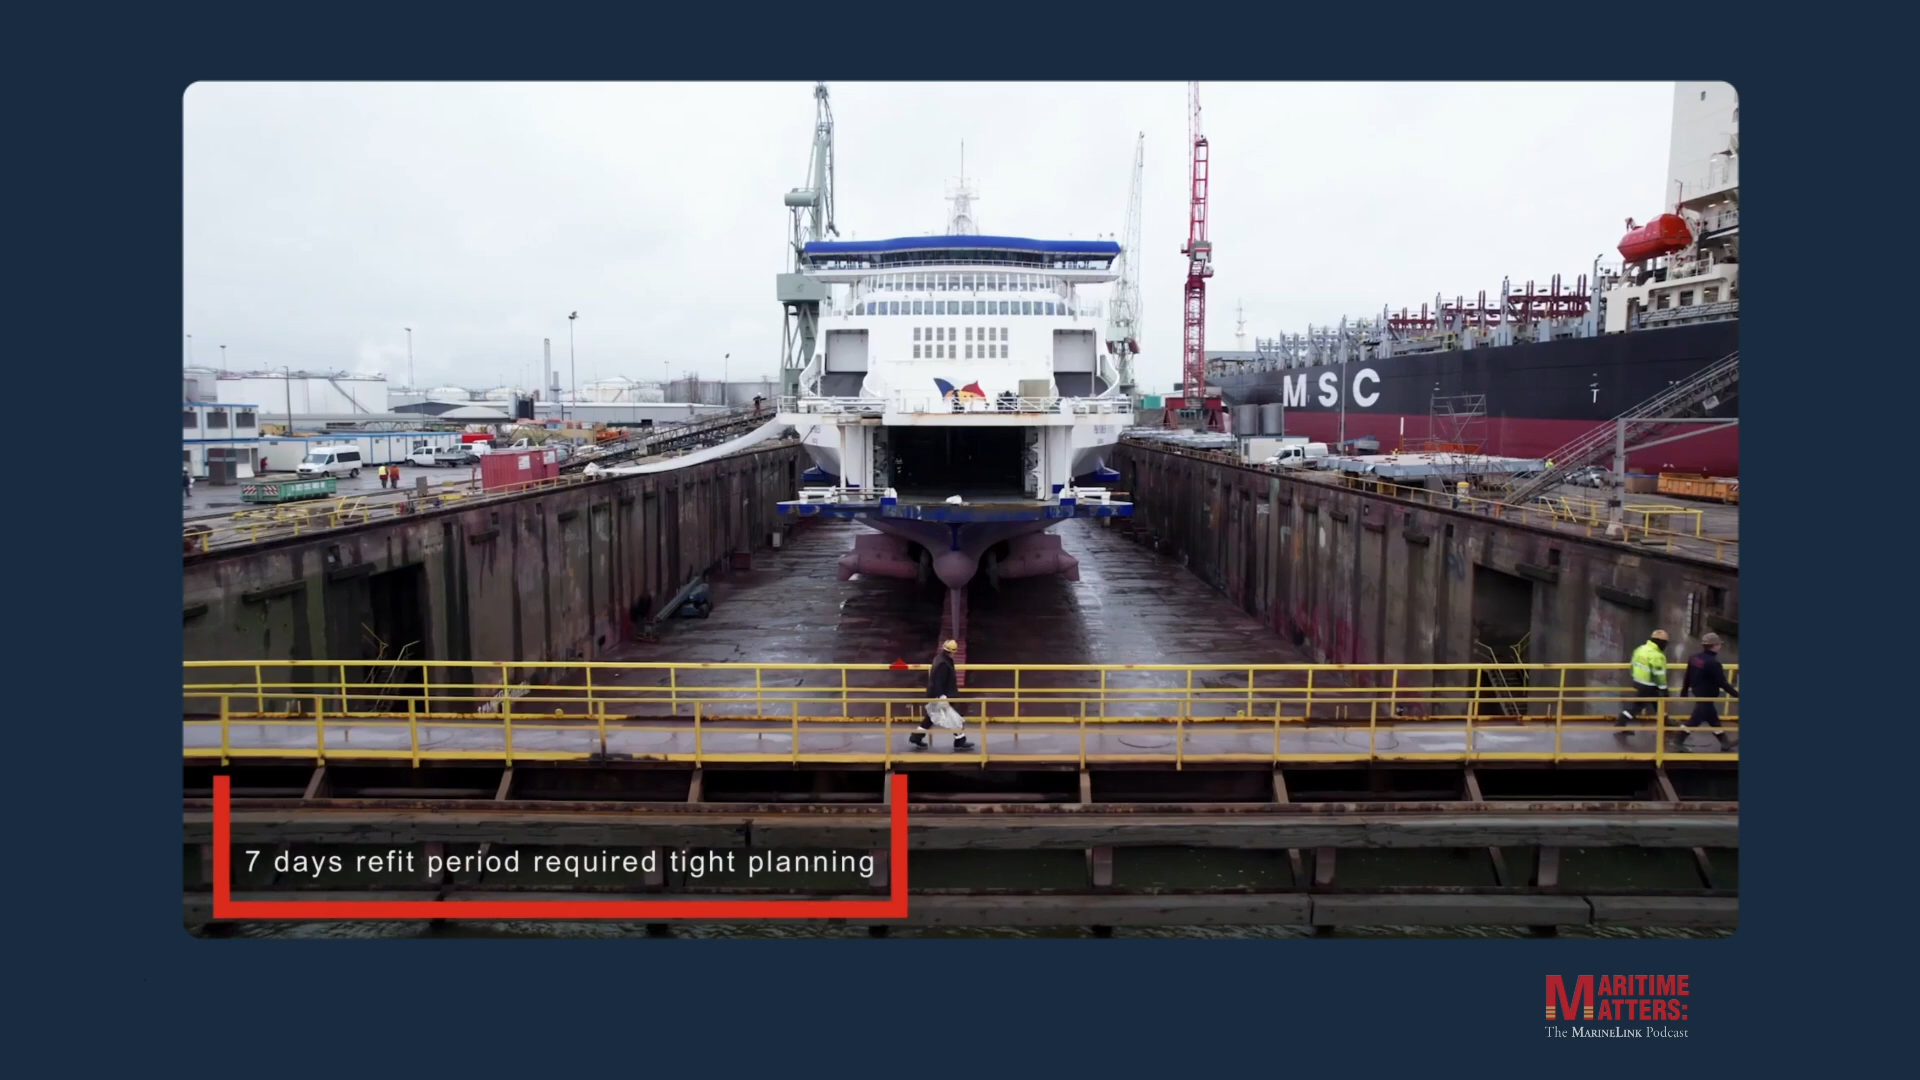 MSC
7 days refit period required tight planning
MARITIME
MATTERS:
The MARINELINK Podcast